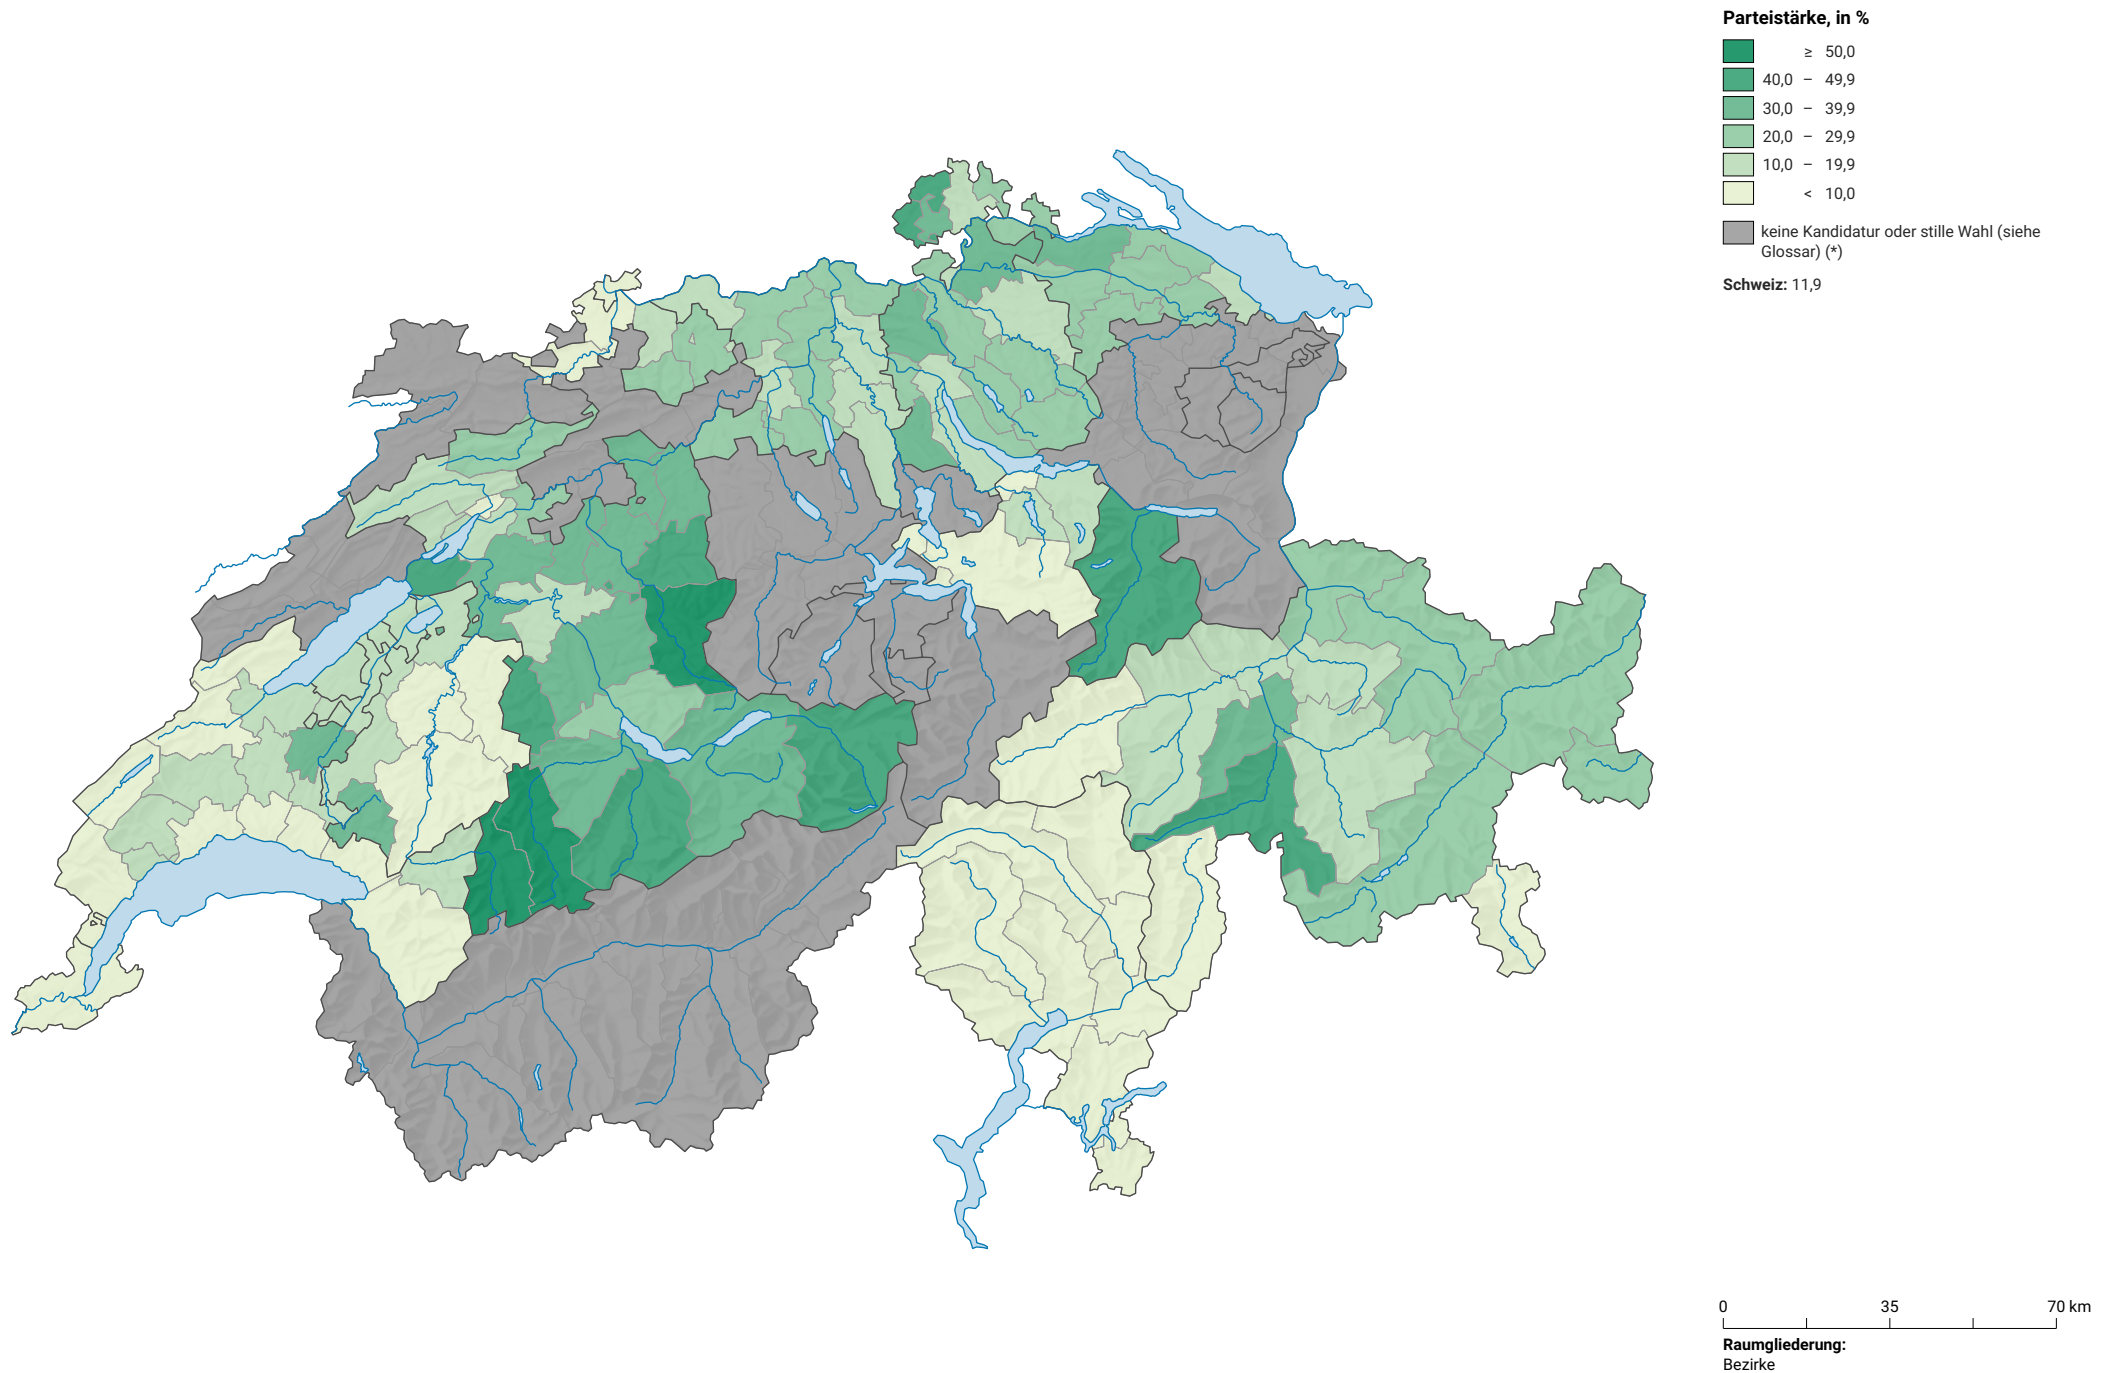 Parteistärke, in %
≥ 50,0
40,0 – 49,9
30,0 – 39,9
20,0 – 29,9
10,0 – 19,9
< 10,0
keine Kandidatur oder stille Wahl (siehe
Glossar) (*)
Schweiz: 11,9
0 35 70 km
Raumgliederung:
Bezirke